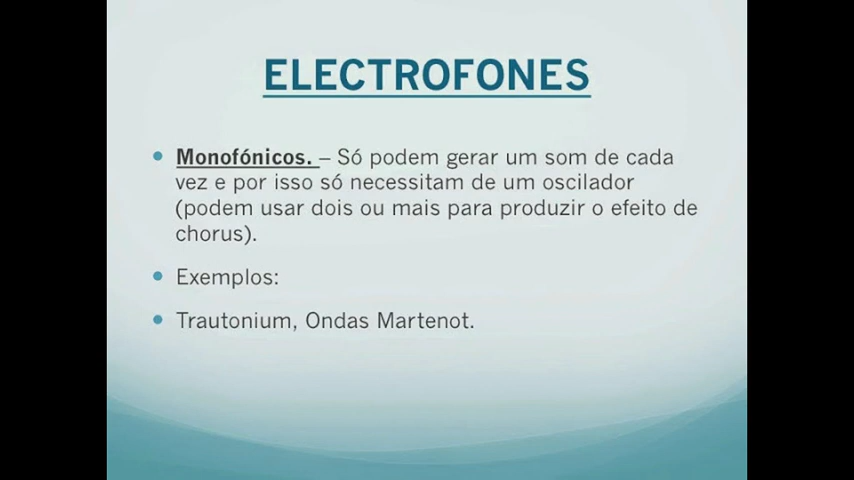 ELECTROFONES
Monofónicos. – Só podem gerar um som de cada
vez e por isso só necessitam de um oscilador
(podem usar dois ou mais para produzir o efeito de
chorus).
Exemplos:
Trautonium, Ondas Martenot.